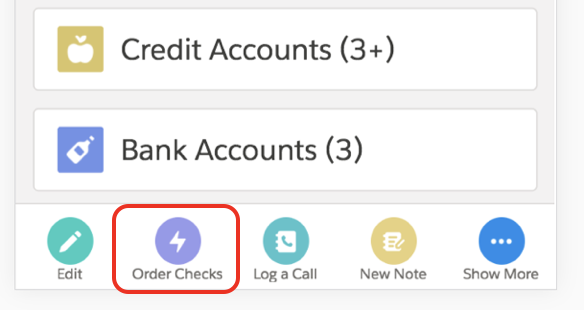 Credit Accounts (3+)
Bank Accounts (3)
Edit
Order Checks
Log a Call
New Note
Show More